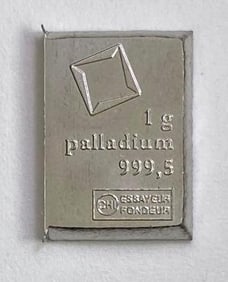 1 g
palladium
999,5
ESSAYEUR
FONDEUR